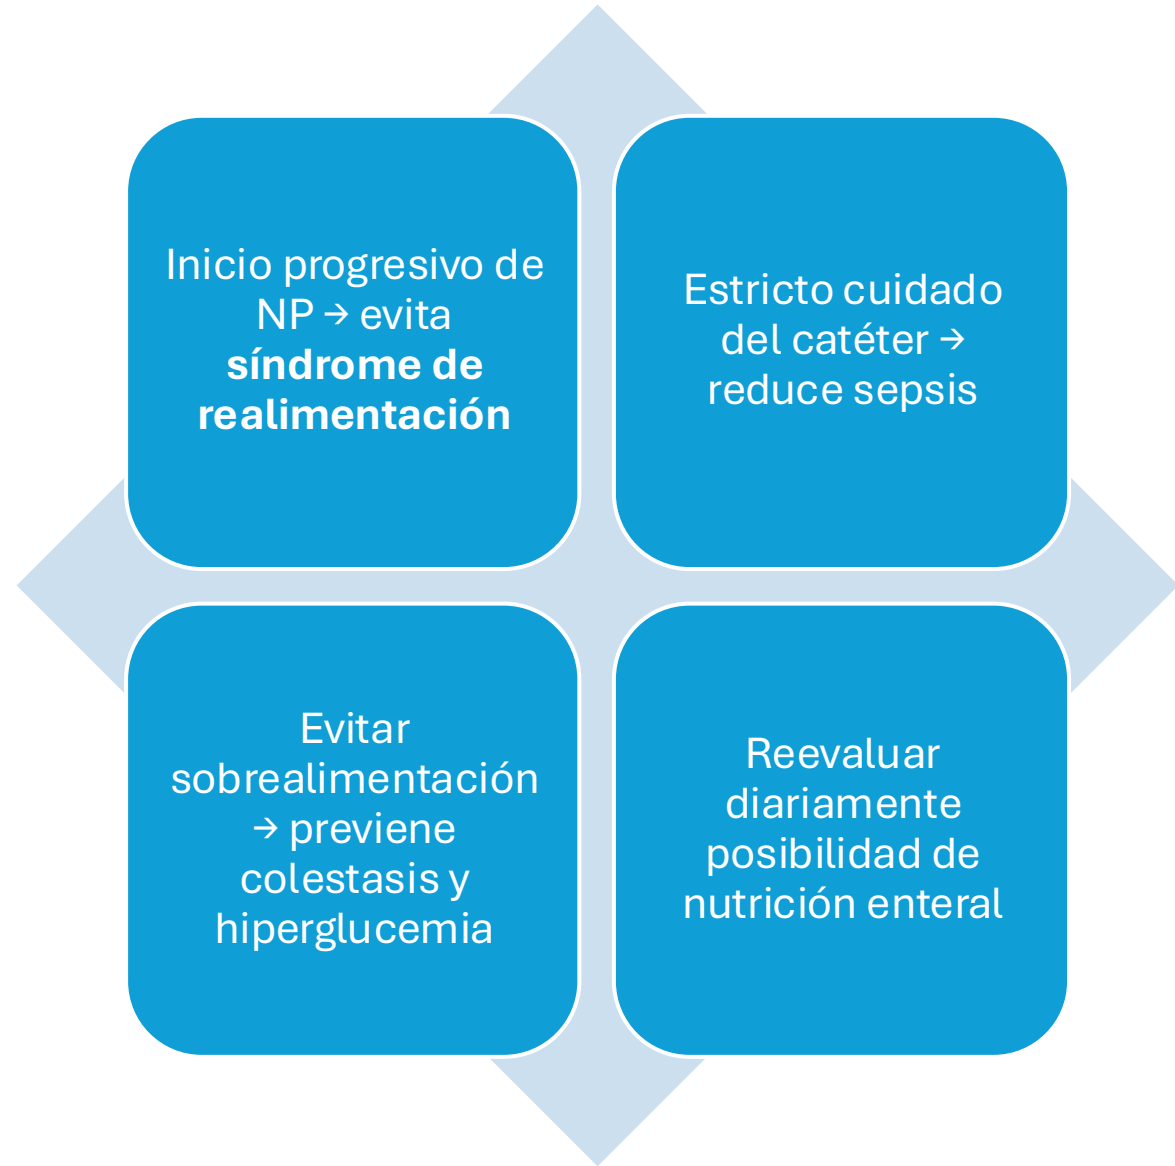 Inicio progresivo de
NP → evita
síndrome de
realimentación
Estricto cuidado
del catéter →
reduce sepsis
Evitar
sobrealimentación
→ previene
colestasis y
hiperglucemia
Reevaluar
diariamente
posibilidad de
nutrición enteral